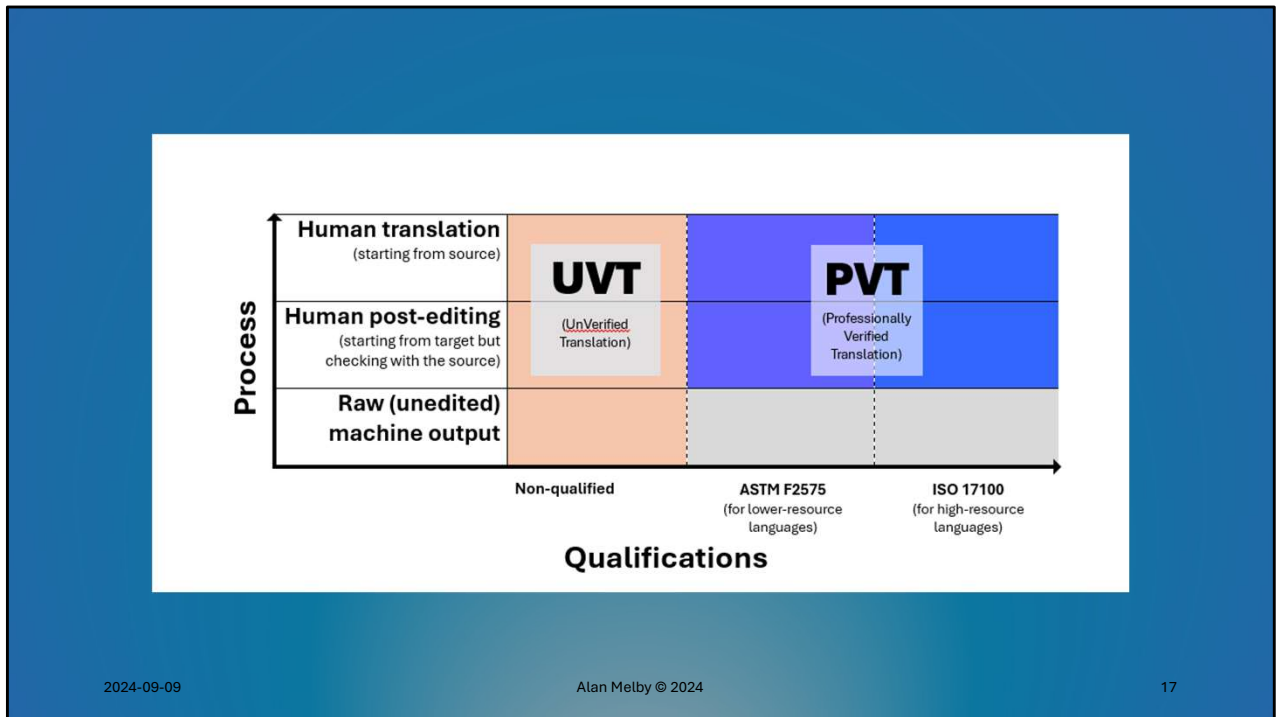 Human translation
(starting from source)
Human post-editing
(starting from target but
checking with the source)
Raw (unedited)
machine output
Process
UVT
(UnVerified
Translation)
PVT
(Professionally
Verified
Translation)
Non-qualified
ASTM F2575
(for lower-resource
languages)
ISO 17100
(for high-resource
languages)
Qualifications
2024-09-09
Alan Melby © 2024
17